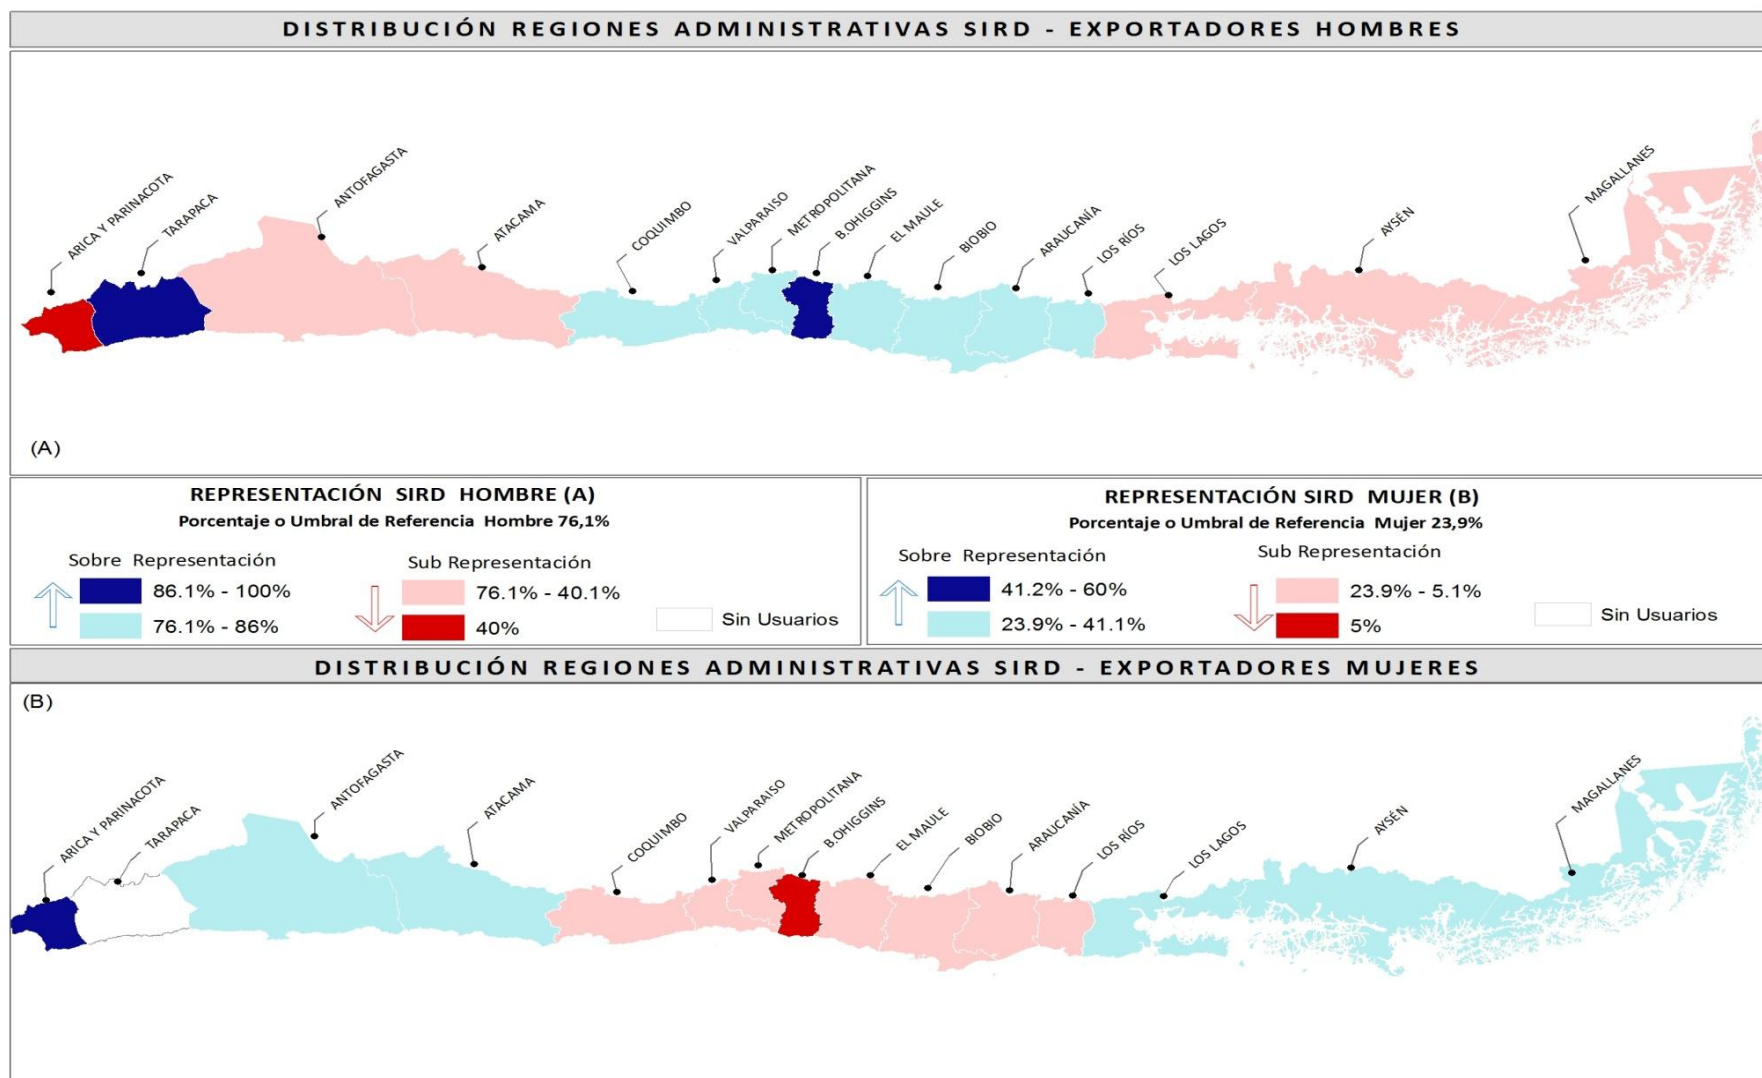 DISTRIBUCIÓN REGIONES ADMINISTRATIVAS SIRD - EXPORTADORES HOMBRES
ARICA Y PARINACOTA
TARAPACA
ANTOFAGASTA
ATACAMA
COQUIMBO
VALPARAISO
METROPOLITANA
B.OHIGGINS
EL MAULE
BIOBIO
ARAUCANÍA
LOS RÍOS
LOS LAGOS
AYSÉN
MAGALLANES
(A)
REPRESENTACIÓN SIRD HOMBRE (A)
Porcentaje o Umbral de Referencia Hombre 76,1%
Sobre Representación
86.1% - 100%
76.1% - 86%
Sub Representación
76.1% - 40.1%
40%
Sin Usuarios
REPRESENTACIÓN SIRD MUJER (B)
Porcentaje o Umbral de Referencia Mujer 23,9%
Sobre Representación
41.2% - 60%
23.9% - 41.1%
Sub Representación
23.9% - 5.1%
5%
Sin Usuarios
DISTRIBUCIÓN REGIONES ADMINISTRATIVAS SIRD - EXPORTADORES MUJERES
(B)
ARICA Y PARINACOTA
TARAPACA
ANTOFAGASTA
ATACAMA
COQUIMBO
VALPARAISO
METROPOLITANA
B.OHIGGINS
EL MAULE
BIOBIO
ARAUCANÍA
LOS RÍOS
LOS LAGOS
AYSÉN
MAGALLANES